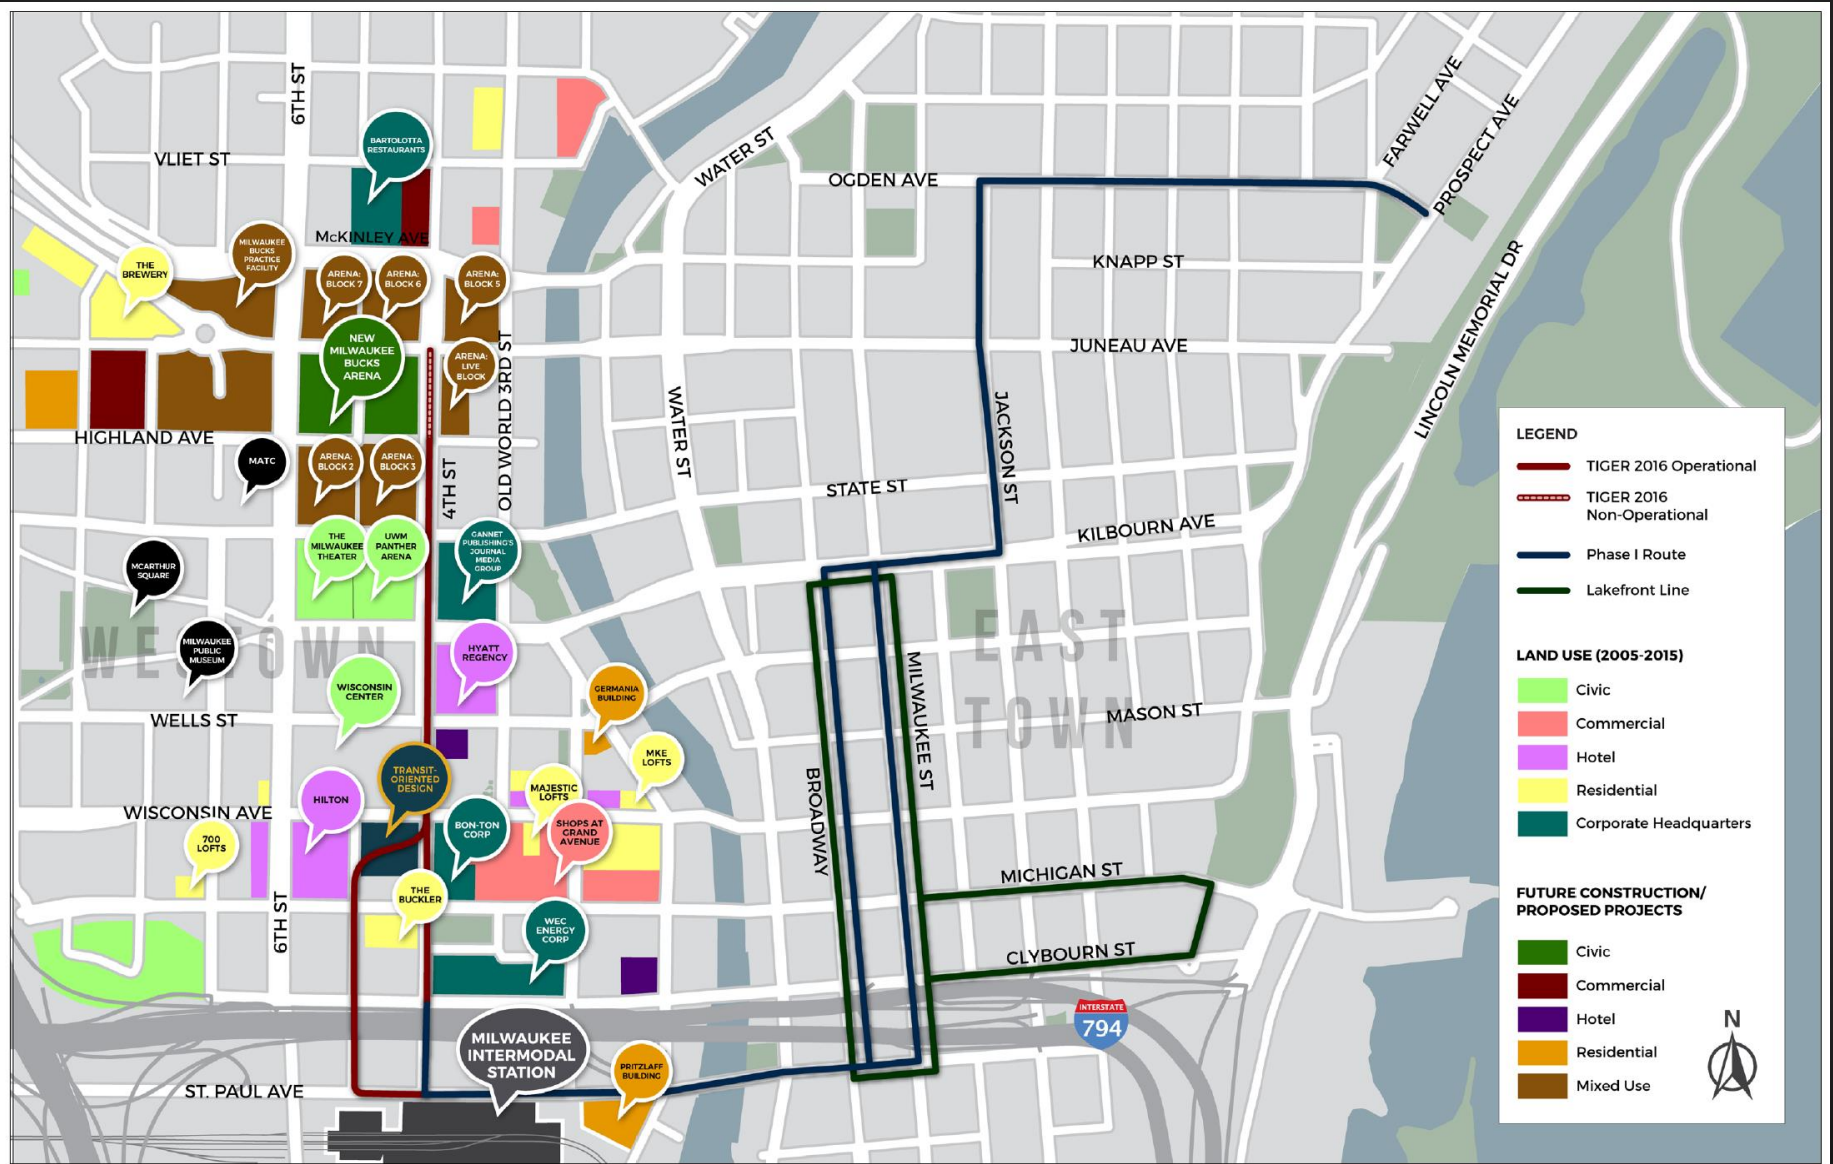 6TH ST
VLIET ST
BARTOLOTTA
RESTAURANTS
WATER ST
OGDEN AVE
FARWELL AVE
PROSPECT AVE
McKINLEY AVE
THE
BREWERY
MILWAUKEE
BUCKS
PRACTICE
FACILITY
ARENA:
BLOCK 7
ARENA:
BLOCK 6
ARENA:
BLOCK 5
KNAPP ST
LINCOLN MEMORIAL DR
NEW
MILWAUKEE
BUCKS
ARENA
ARENA:
LIVE
BLOCK
OLD WORLD 3RD ST
JUNEAU AVE
WATER ST
JACKSON ST
HIGHLAND AVE
MATC
ARENA:
BLOCK 2
ARENA:
BLOCK 3
4TH ST
STATE ST
KILBOURN AVE
THE
MILWAUKEE
THEATER
UWM
PANTHER
ARENA
GANNET
PUBLISHING'S
JOURNAL
MEDIA
GROUP
MCARTHUR
SQUARE
WESTOWN
MILWAUKEE
PUBLIC
MUSEUM
HYATT
REGENCY
EAST
TOWN
WISCONSIN
CENTER
GERMANIA
BUILDING
MILWAUKEE ST
WELLS ST
MASON ST
TRANSIT-
ORIENTED
DESIGN
MKE
LOFTS
BROADWAY
HILTON
MAJESTIC
LOFTS
WISCONSIN AVE
700
LOFTS
BON-TON
CORP
SHOPS AT
GRAND
AVENUE
MICHIGAN ST
THE
BUCKLER
6TH ST
WEC
ENERGY
CORP
CLYBOURN ST
INTERSTATE
794
MILWAUKEE
INTERMODAL
STATION
PRITZLAFF
BUILDING
ST. PAUL AVE
LEGEND
TIGER 2016 Operational
TIGER 2016
Non-Operational
Phase I Route
Lakefront Line
LAND USE (2005-2015)
Civic
Commercial
Hotel
Residential
Corporate Headquarters
FUTURE CONSTRUCTION/
PROPOSED PROJECTS
Civic
Commercial
Hotel
Residential
Mixed Use
N